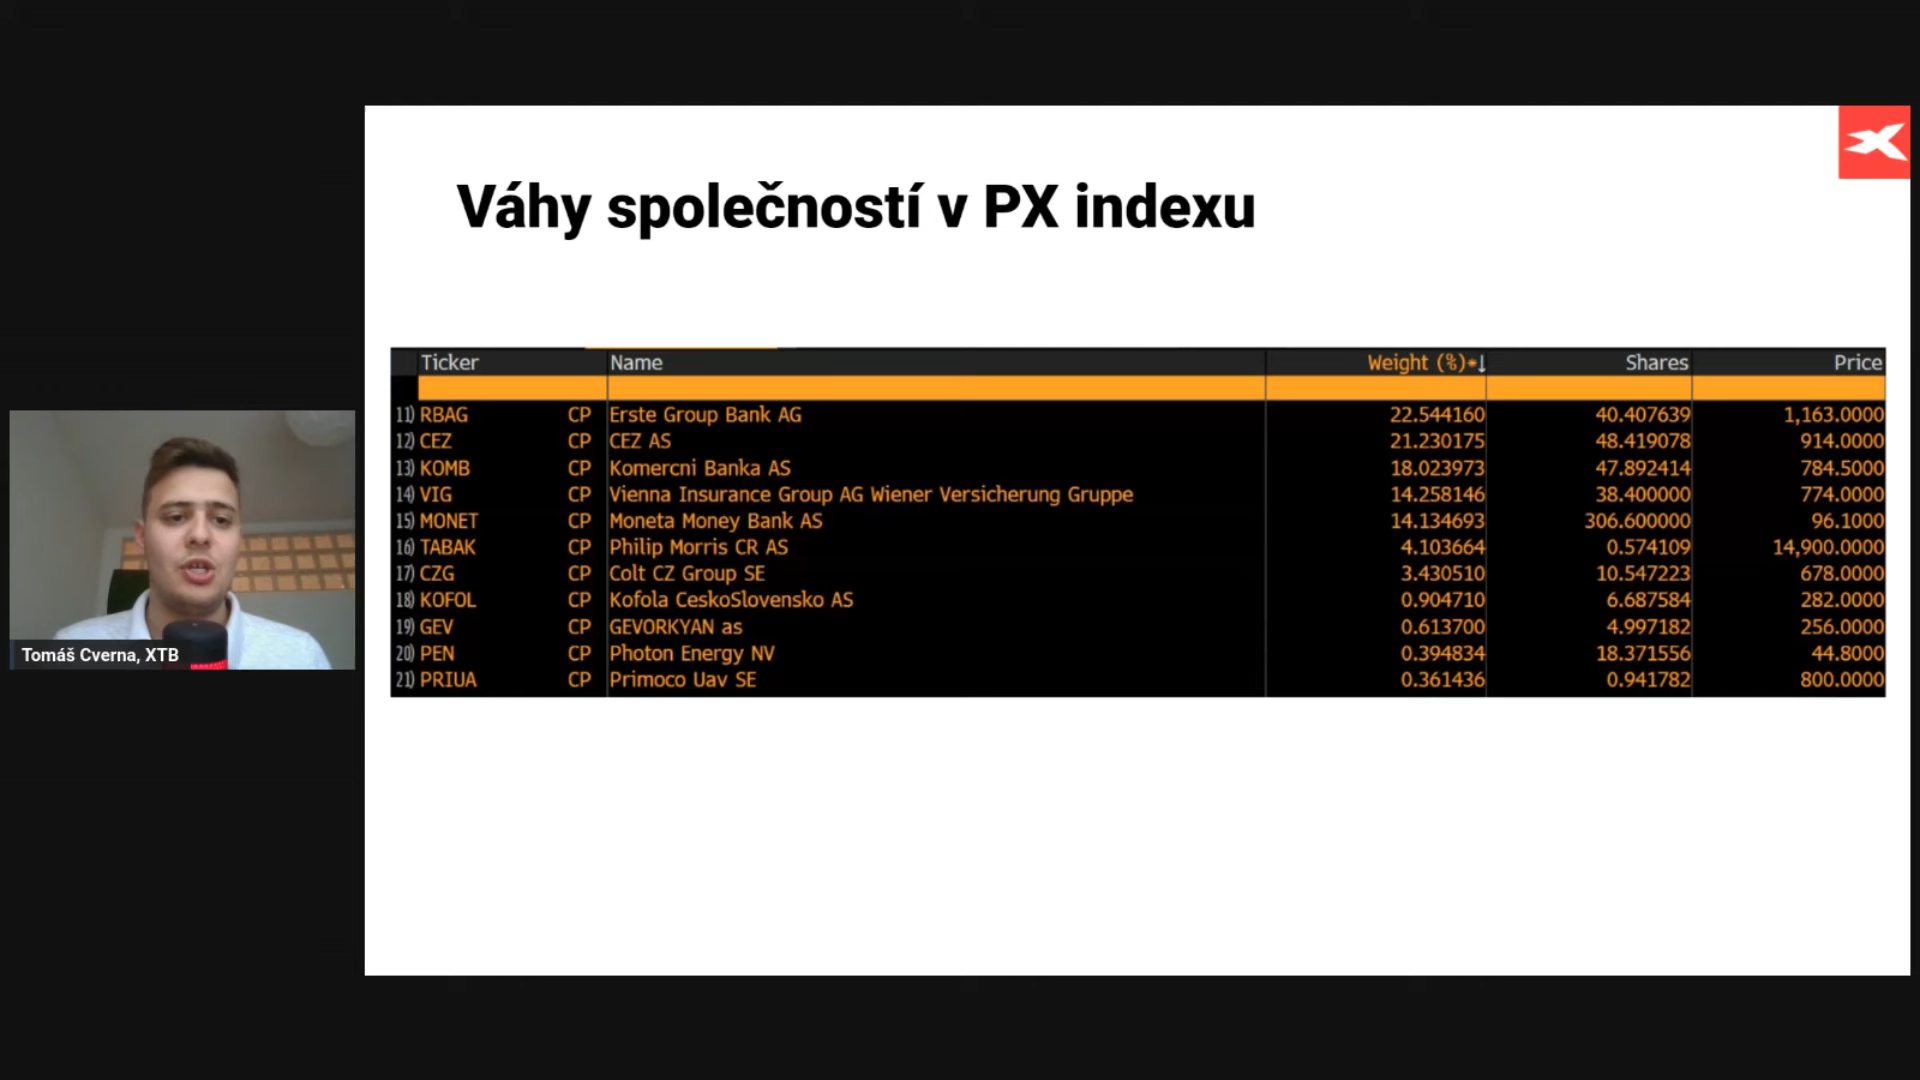 Váhy společností v PX indexu
Ticker Name Weight (%)*↓ Shares Price
11) RBAG CP Erste Group Bank AG 22.544160 40.407639 1,163.0000
12) CEZ CP CEZ AS 21.230175 48.419078 914.0000
13) KOMB CP Komercni Banka AS 18.023973 47.892414 784.5000
14) VIG CP Vienna Insurance Group AG Wiener Versicherung Gruppe 14.258146 38.400000 774.0000
15) MONET CP Moneta Money Bank AS 14.134693 306.600000 96.1000
16) TABAK CP Philip Morris CR AS 4.103664 0.574109 14,900.0000
17) CZG CP Colt CZ Group SE 3.430510 10.547223 678.0000
18) KOFOL CP Kofola CeskoSlovensko AS 0.904710 6.687584 282.0000
19) GEV CP GEVORKYAN as 0.613700 4.997182 256.0000
20) PEN CP Photon Energy NV 0.394834 18.371556 44.8000
21) PRIUA CP Primoco Uav SE 0.361436 0.941782 800.0000
Tomáš Cverna, XTB